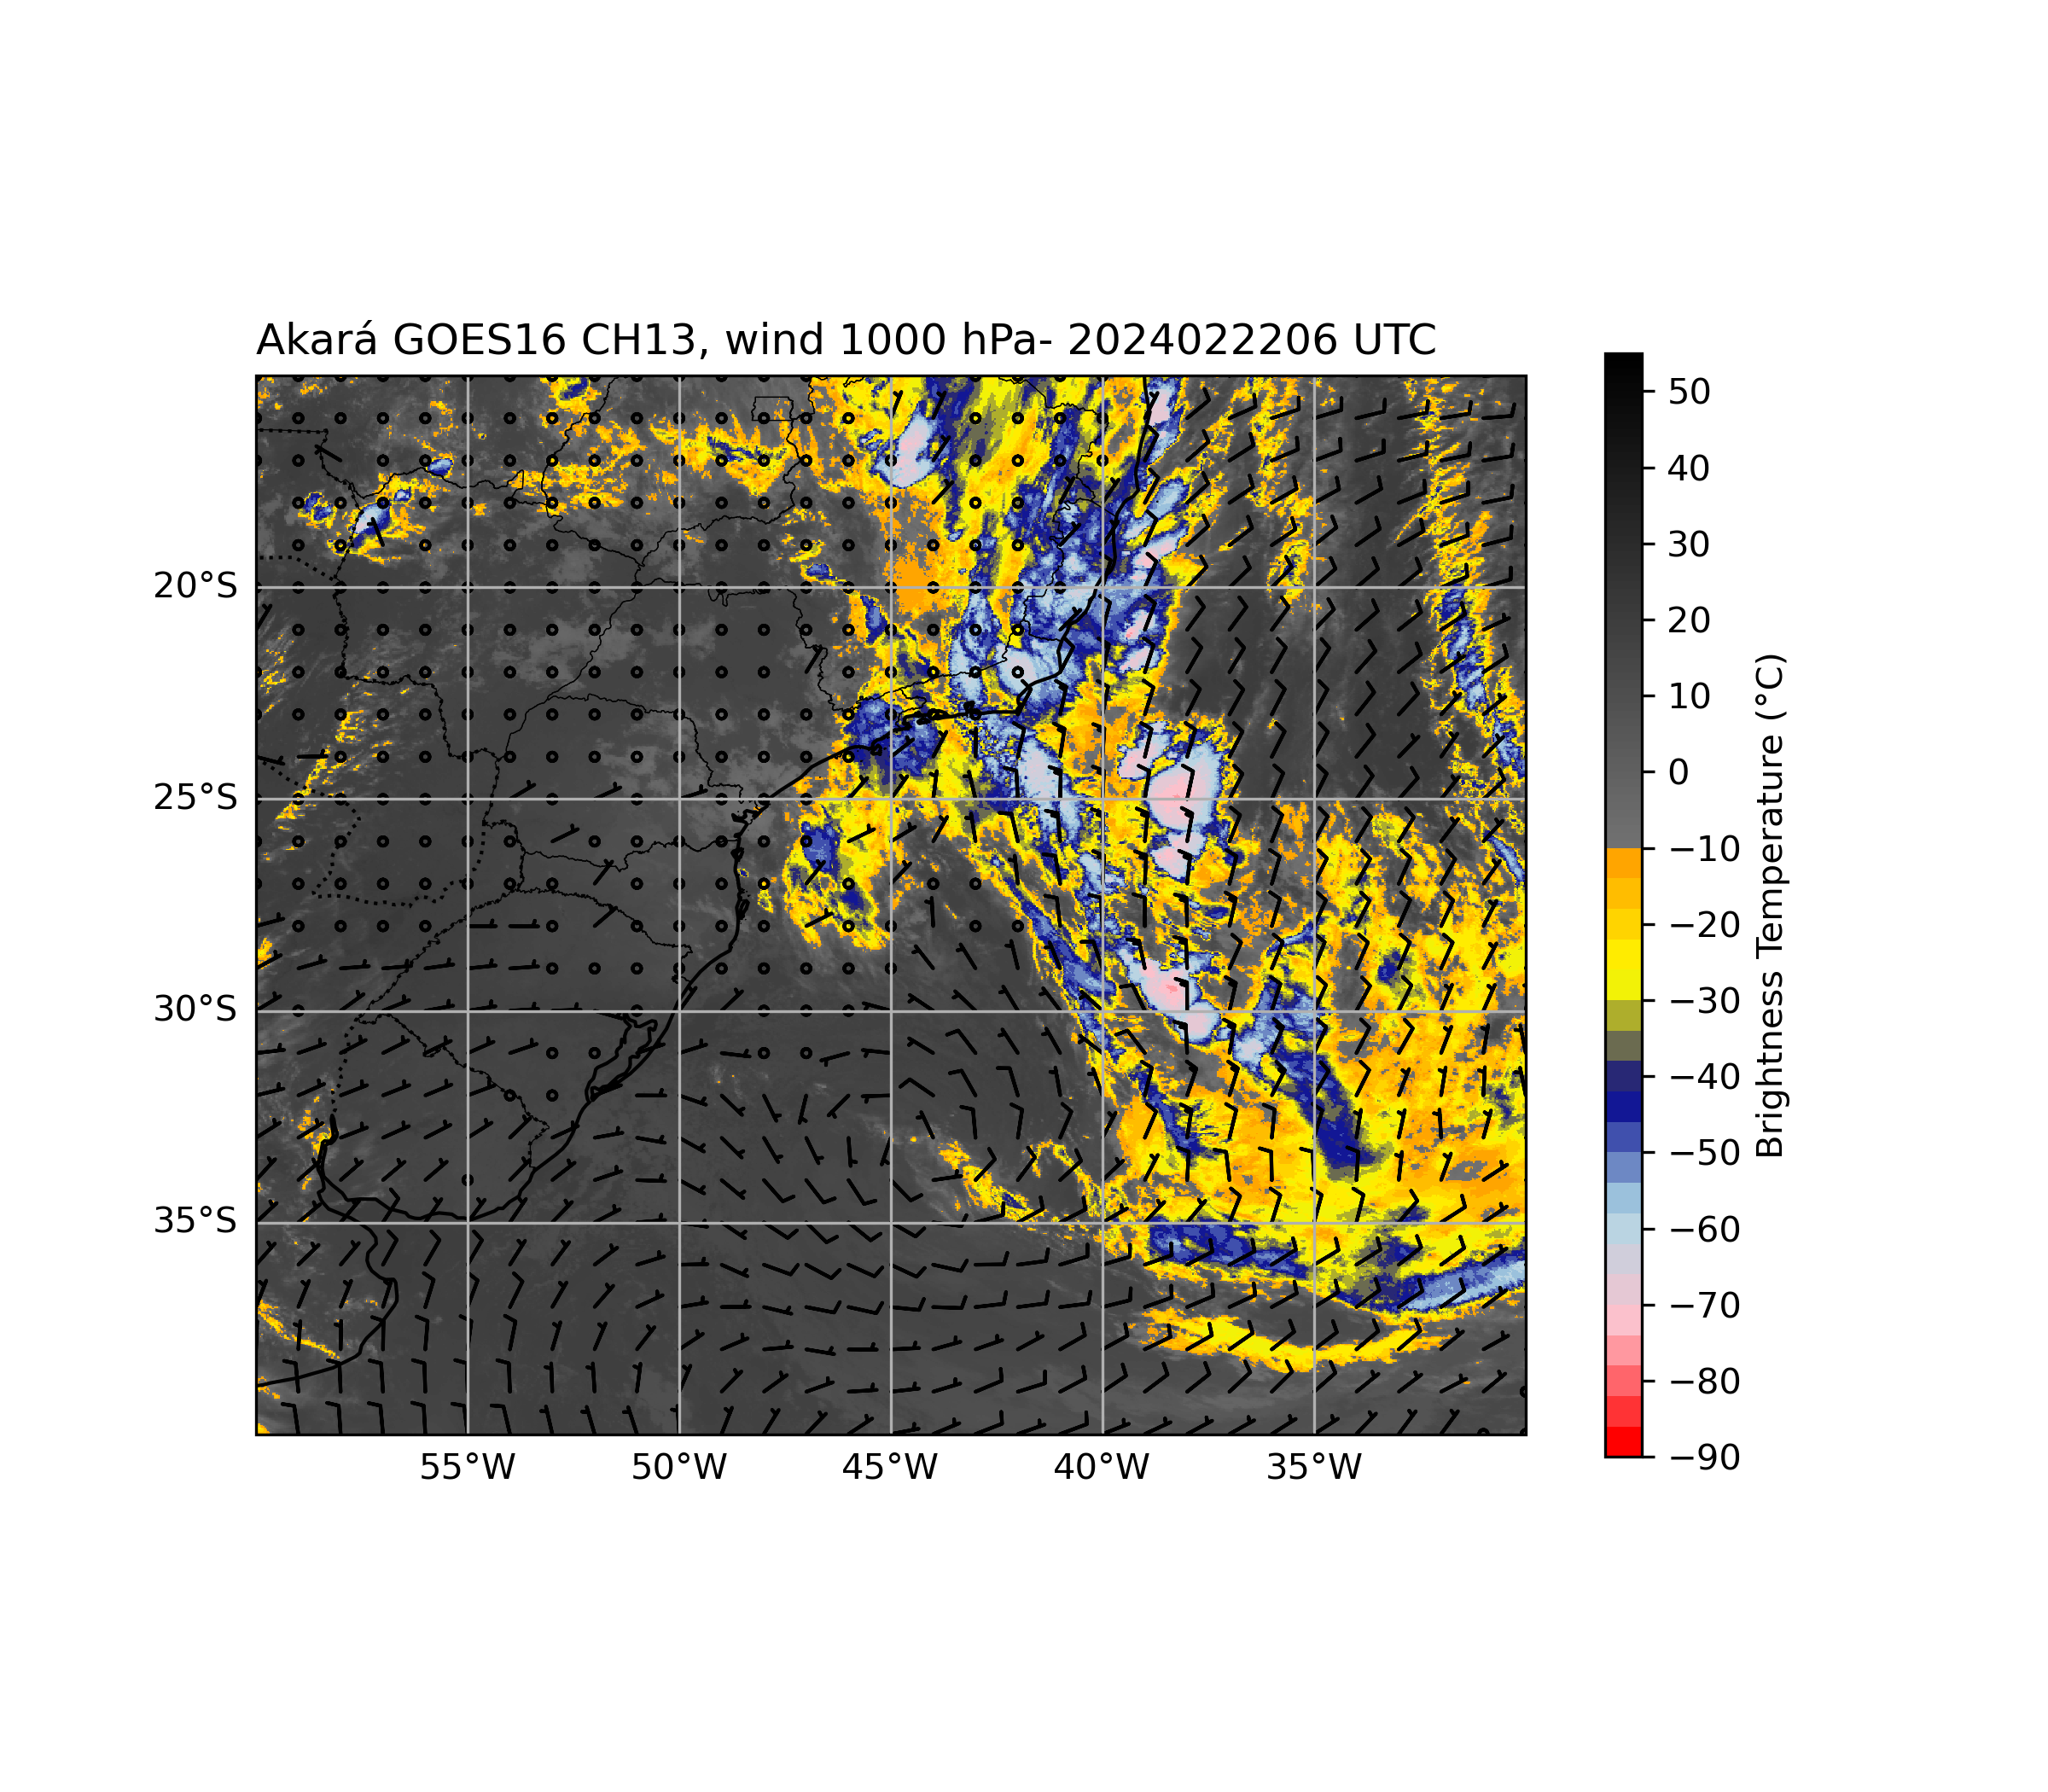 Akará GOES16 CH13, wind 1000 hPa- 2024022206 UTC
20°S
25°S
30°S
35°S
55°W
50°W
45°W
40°W
35°W
50
40
30
20
10
0
−10
−20
−30
−40
−50
−60
−70
−80
−90
Brightness Temperature (°C)